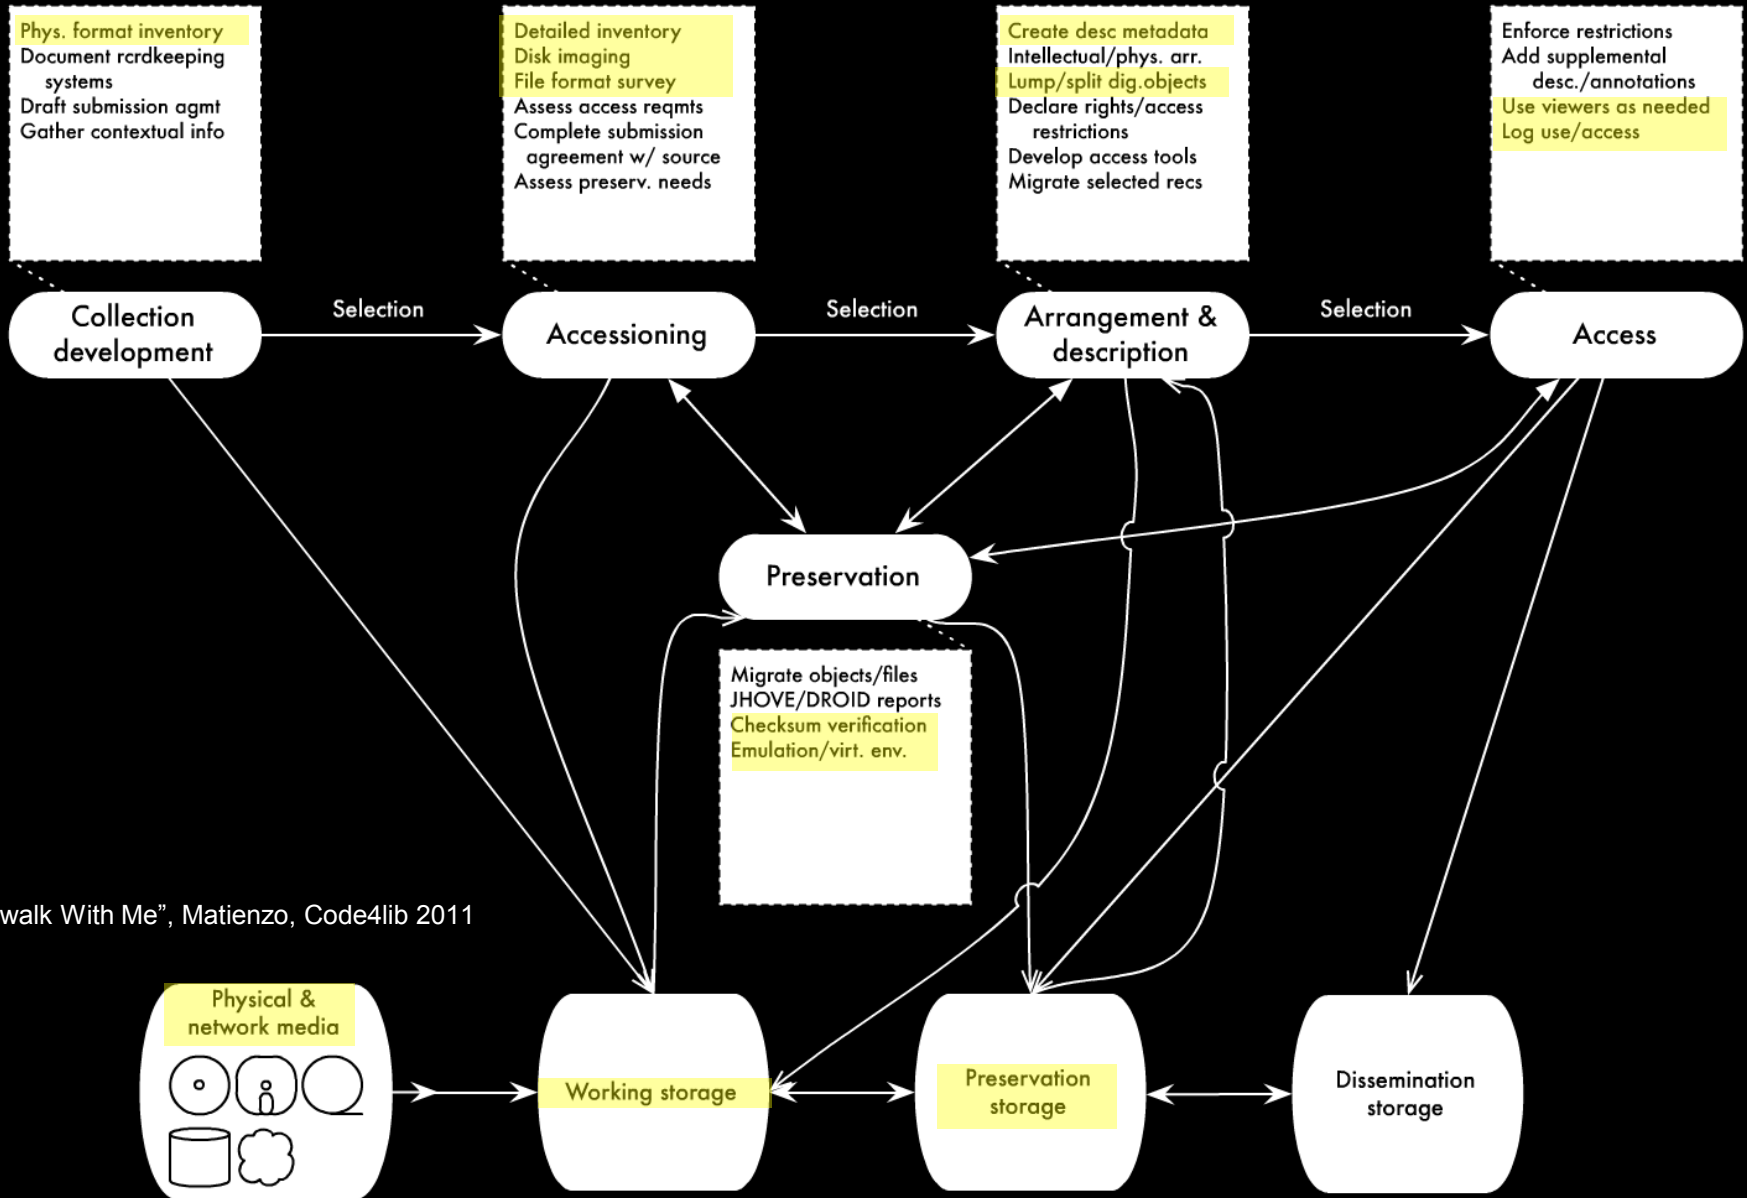 Phys. format inventory
Document rcrdkeeping
systems
Draft submission agmt
Gather contextual info
Detailed inventory
Disk imaging
File format survey
Assess access reqmts
Complete submission
agreement w/ source
Assess preserv. needs
Create desc metadata
Intellectual/phys. arr.
Lump/split dig.objects
Declare rights/access
restrictions
Develop access tools
Migrate selected recs
Enforce restrictions
Add supplemental
desc./annotations
Use viewers as needed
Log use/access
Collection
development
Selection
Accessioning
Selection
Arrangement &
description
Selection
Access
Preservation
Migrate objects/files
JHOVE/DROID reports
Checksum verification
Emulation/virt. env.
walk With Me”, Matienzo, Code4lib 2011
Physical &
network media
Working storage
Preservation
storage
Dissemination
storage